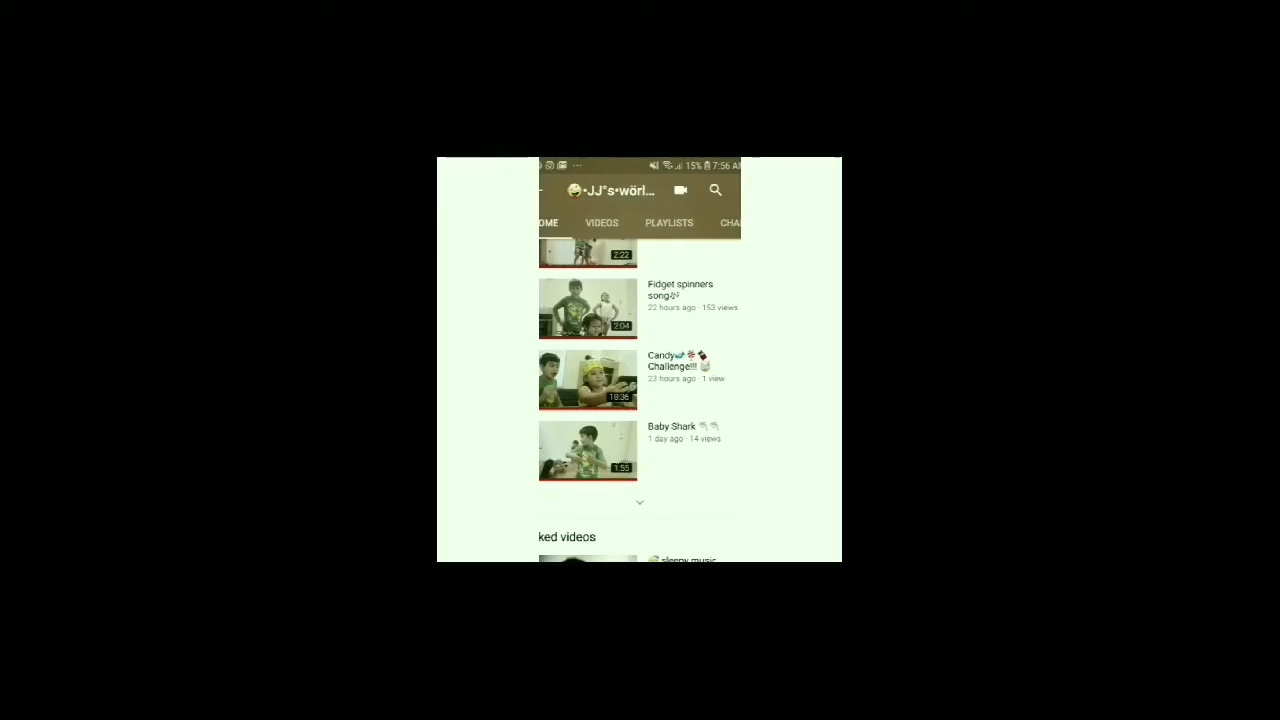 15% 7:56 A
•JJ°s•wörl...
OME VIDEOS PLAYLISTS CHA
2:22
Fidget spinners
song🎶
22 hours ago · 153 views
2:04
Candy🍬🍭🍫
Challenge!!! 😹
23 hours ago · 1 view
18:36
Baby Shark 🦈🦈
1 day ago · 14 views
1:55
ked videos
sleepy music